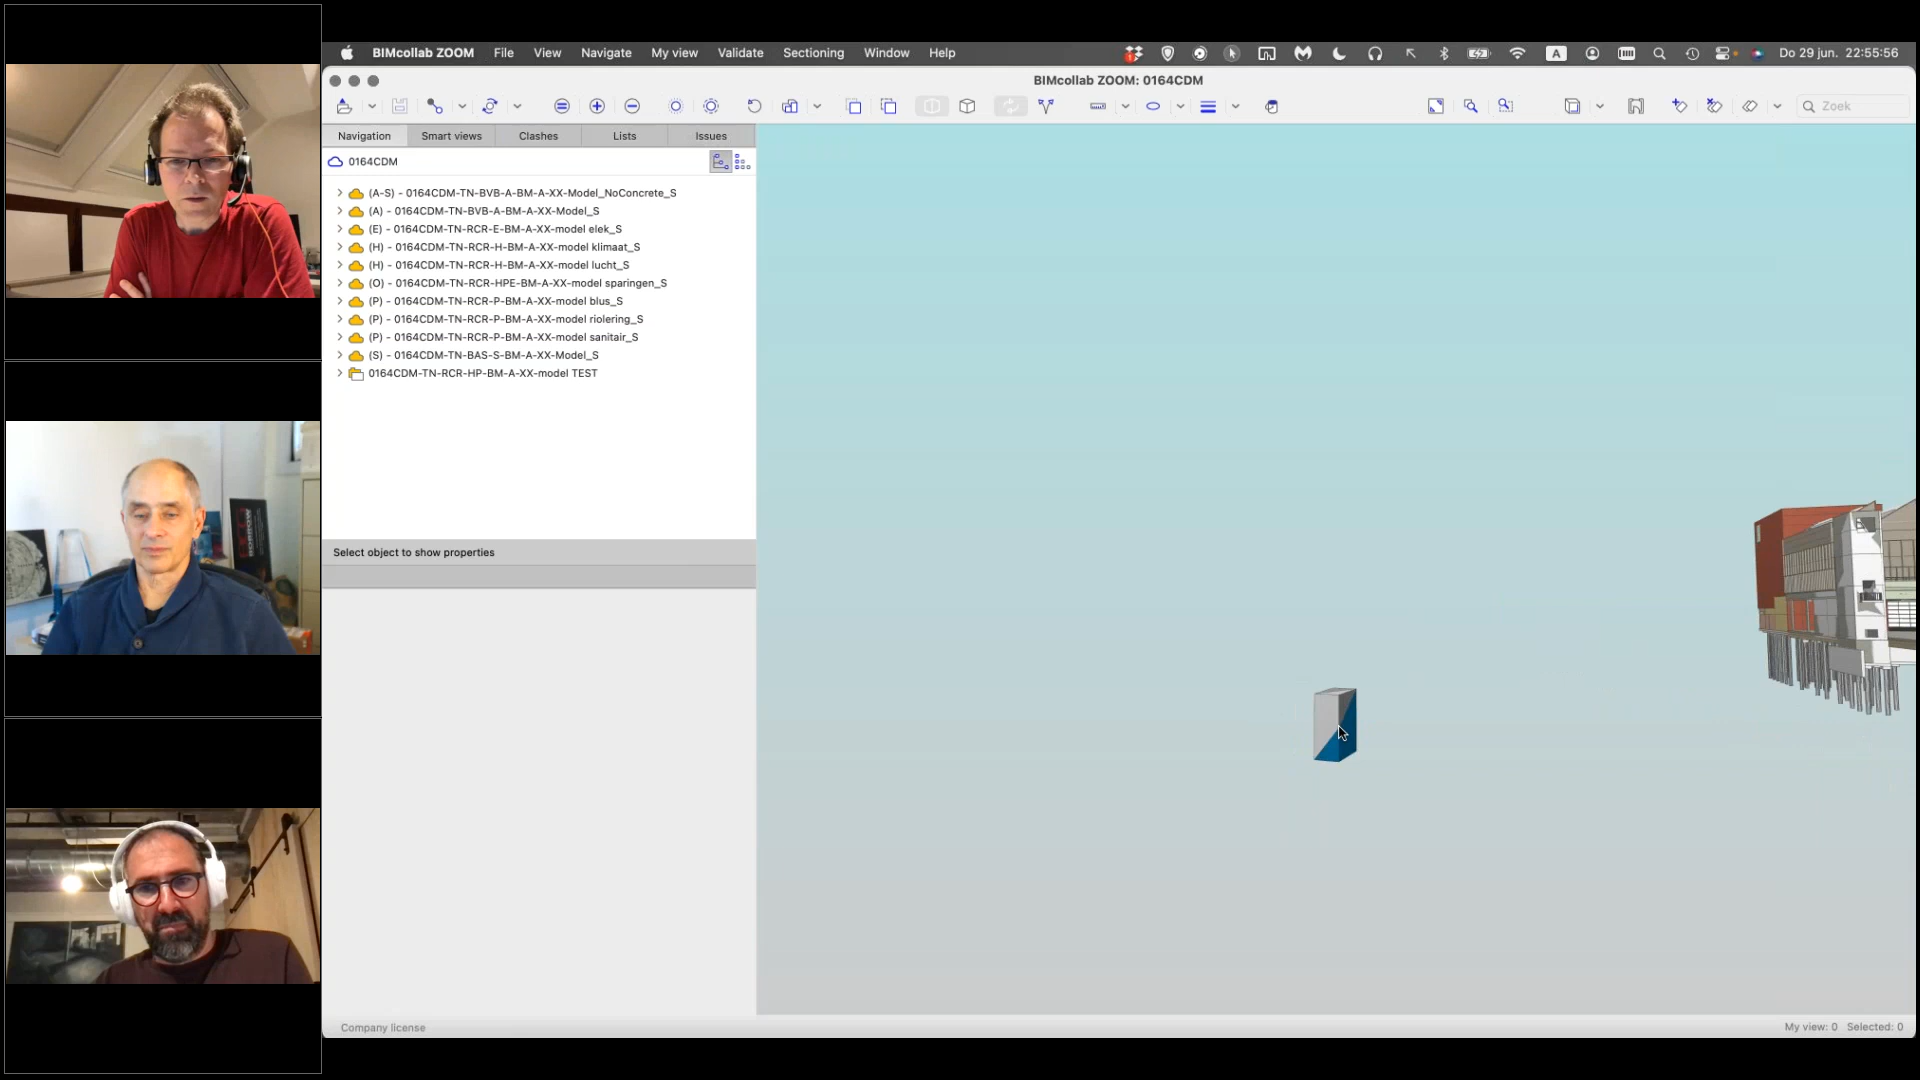 BIMcollab ZOOM File View Navigate My view Validate Sectioning Window Help A Do 29 jun. 22:55:56
BIMcollab ZOOM: 0164CDM
Zoek
Navigation Smart views Clashes Lists Issues
0164CDM
(A-S) - 0164CDM-TN-BVB-A-BM-A-XX-Model_NoConcrete_S
(A) - 0164CDM-TN-BVB-A-BM-A-XX-Model_S
(E) - 0164CDM-TN-RCR-E-BM-A-XX-model elek_S
(H) - 0164CDM-TN-RCR-H-BM-A-XX-model klimaat_S
(H) - 0164CDM-TN-RCR-H-BM-A-XX-model lucht_S
(O) - 0164CDM-TN-RCR-HPE-BM-A-XX-model sparingen_S
(P) - 0164CDM-TN-RCR-P-BM-A-XX-model blus_S
(P) - 0164CDM-TN-RCR-P-BM-A-XX-model riolering_S
(P) - 0164CDM-TN-RCR-P-BM-A-XX-model sanitair_S
(S) - 0164CDM-TN-BAS-S-BM-A-XX-Model_S
0164CDM-TN-RCR-HP-BM-A-XX-model TEST
Select object to show properties
Company license
My view: 0 Selected: 0